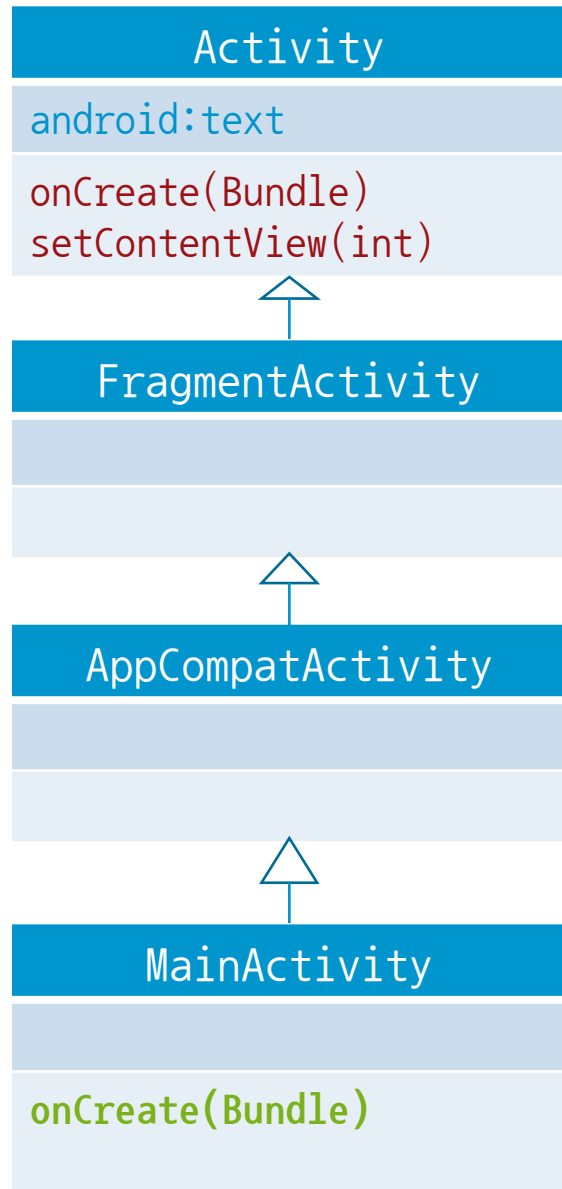 Activity
android:text
onCreate(Bundle)
setContentView(int)
FragmentActivity
AppCompatActivity
MainActivity
onCreate(Bundle)